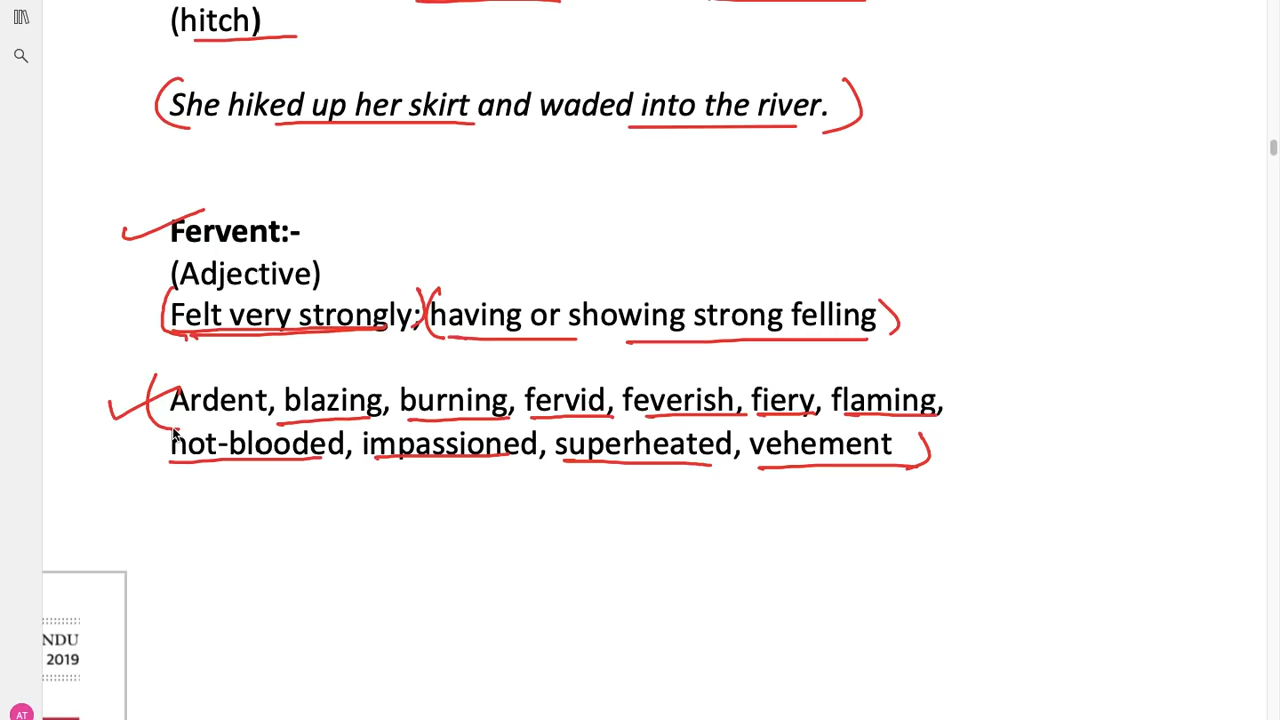 (hitch)
She hiked up her skirt and waded into the river.
Fervent:-
(Adjective)
Felt very strongly; having or showing strong felling
Ardent, blazing, burning, fervid, feverish, fiery, flaming,
hot-blooded, impassioned, superheated, vehement
NDU
2019
AT